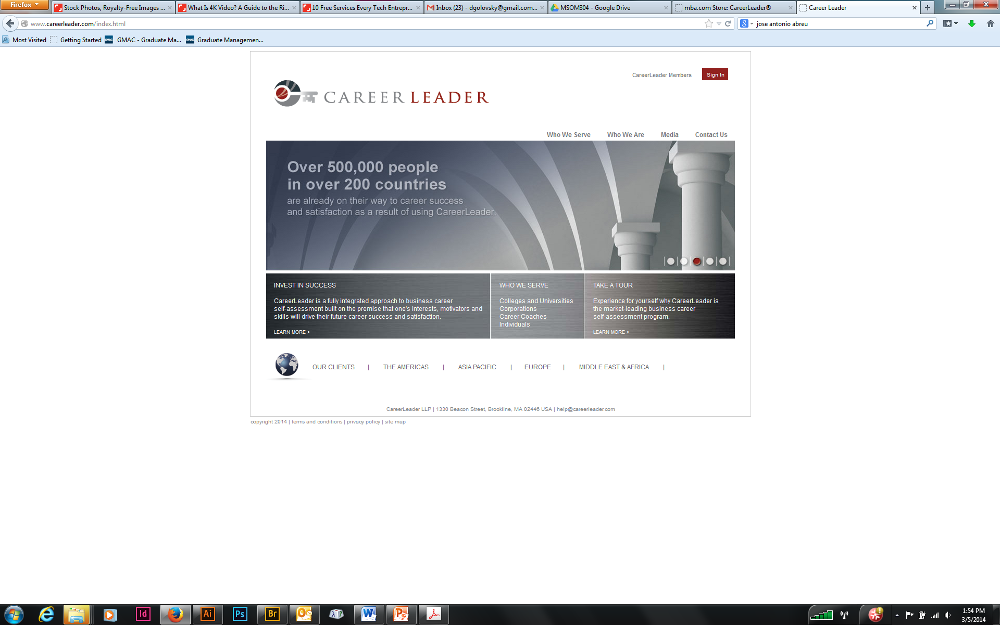 Firefox
Stock Photos, Royalty-Free Images ...
What Is 4K Video? A Guide to the Ri...
10 Free Services Every Tech Entrepr...
Inbox (23) - dgolovsky@gmail.com...
MSOM304 - Google Drive
mba.com Store: CareerLeader®
Career Leader
www.careerleader.com/index.html
jose antonio abreu
Most Visited
Getting Started
GMAC - Graduate Ma...
Graduate Managemen...
CareerLeader Members
Sign In
CAREER LEADER
Who We Serve
Who We Are
Media
Contact Us
Over 500,000 people
in over 200 countries
are already on their way to career success
and satisfaction as a result of using CareerLeader.
INVEST IN SUCCESS
CareerLeader is a fully integrated approach to business career
self-assessment built on the premise that one's interests, motivators and
skills will drive their future career success and satisfaction.
LEARN MORE >
WHO WE SERVE
Colleges and Universities
Corporations
Career Coaches
Individuals
TAKE A TOUR
Experience for yourself why CareerLeader is
the market-leading business career
self-assessment program.
LEARN MORE >
OUR CLIENTS | THE AMERICAS | ASIA PACIFIC | EUROPE | MIDDLE EAST & AFRICA |
CareerLeader LLP | 1330 Beacon Street, Brookline, MA 02446 USA | help@careerleader.com
copyright 2014 | terms and conditions | privacy policy | site map
Id
Ai
Ps
Br
1:54 PM
3/5/2014